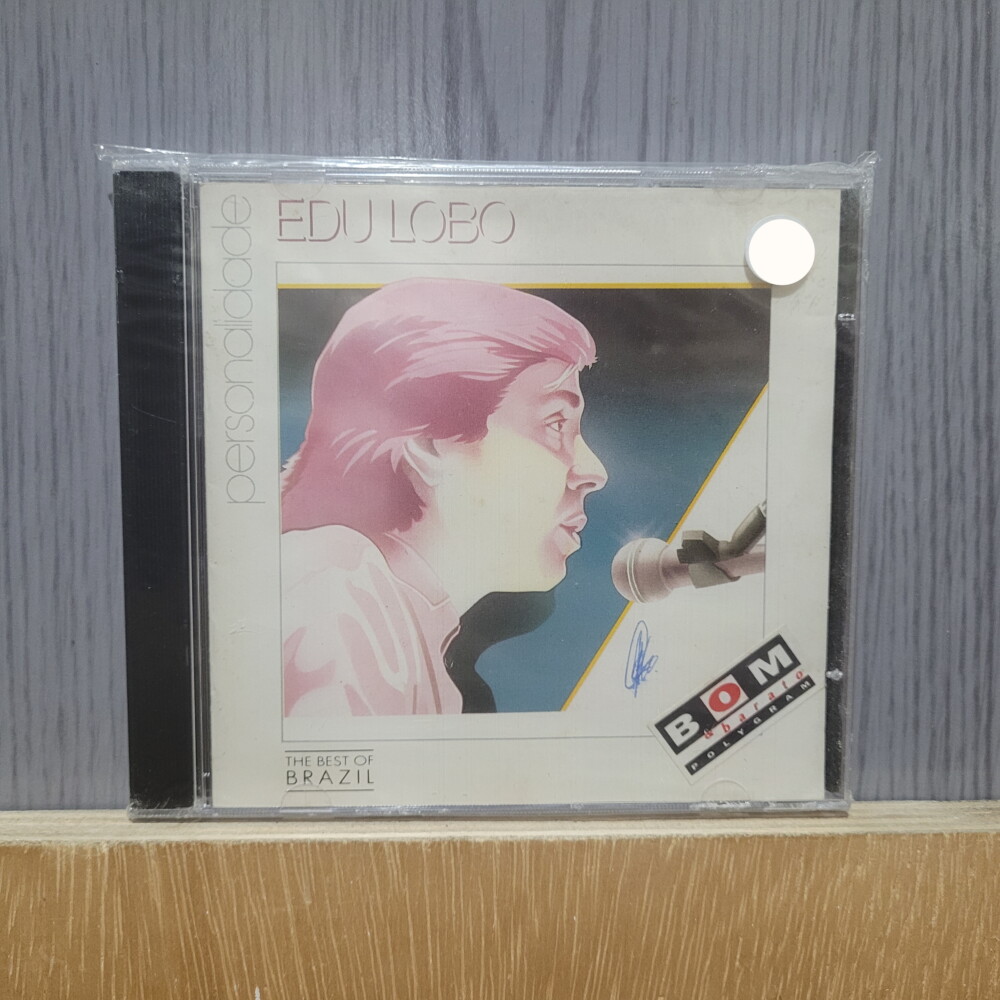 personalidade
EDU LOBO
BOM
&barato
POLYGRAM
THE BEST OF
BRAZIL